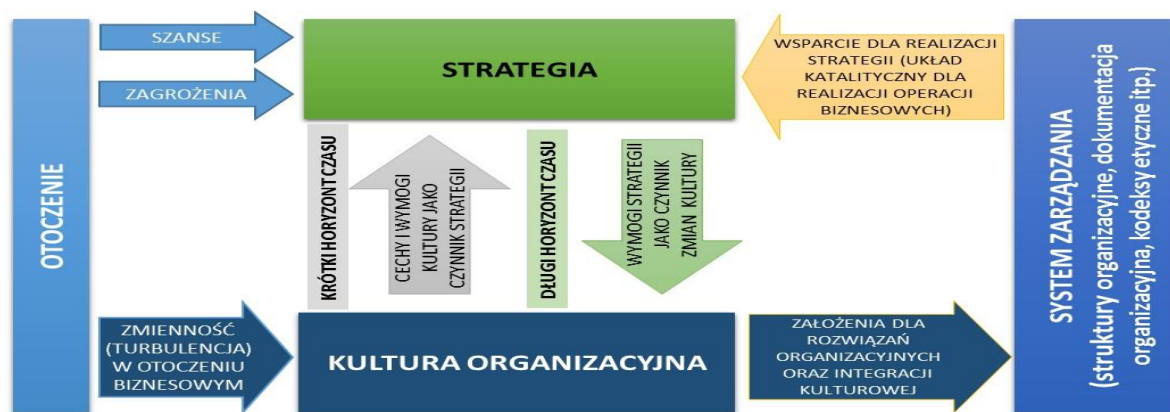 OTOCZENIE
SZANSE
ZAGROŻENIA
STRATEGIA
WSPARCIE DLA REALIZACJI
STRATEGII (UKŁAD
KATALITYCZNY DLA
REALIZACJI OPERACJI
BIZNESOWYCH)
KRÓTKI HORYZONT CZASU
CECHY I WYMOGI
KULTURY JAKO
CZYNNIK STRATEGII
DŁUGI HORYZONT CZASU
WYMOGI STRATEGII
JAKO CZYNNIK
ZMIAN KULTURY
ZMIENNOŚĆ
(TURBULENCJA)
W OTOCZENIU
BIZNESOWYM
KULTURA ORGANIZACYJNA
ZAŁOŻENIA DLA
ROZWIĄZAŃ
ORGANIZACYJNYCH
ORAZ INTEGRACJI
KULTUROWEJ
SYSTEM ZARZĄDZANIA
(struktury organizacyjne, dokumentacja
organizacyjna, kodeksy etyczne itp.)